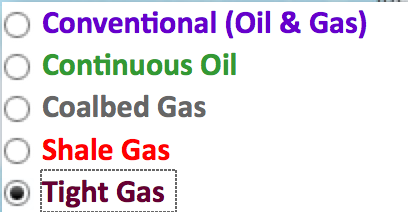 Conventional (Oil & Gas)
Continuous Oil
Coalbed Gas
Shale Gas
Tight Gas